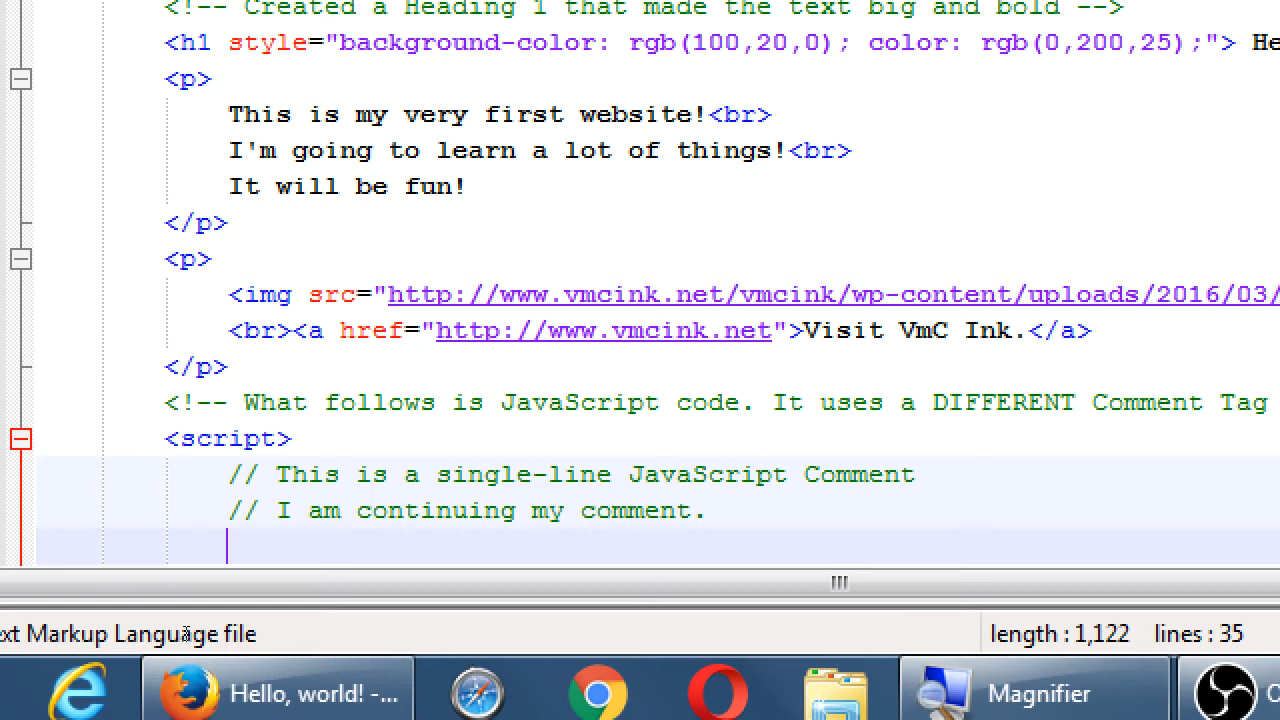 <!-- Created a Heading 1 that made the text big and bold -->
<h1 style="background-color: rgb(100,20,0); color: rgb(0,200,25);"> He
<p>
This is my very first website!<br>
I'm going to learn a lot of things!<br>
It will be fun!
</p>
<p>
<img src="http://www.vmcink.net/vmcink/wp-content/uploads/2016/03/
<br><a href="http://www.vmcink.net">Visit VmC Ink.</a>
</p>
<!-- What follows is JavaScript code. It uses a DIFFERENT Comment Tag
<script>
// This is a single-line JavaScript Comment
// I am continuing my comment.
ext Markup Language file length : 1,122 lines : 35
Hello, world! -... Magnifier